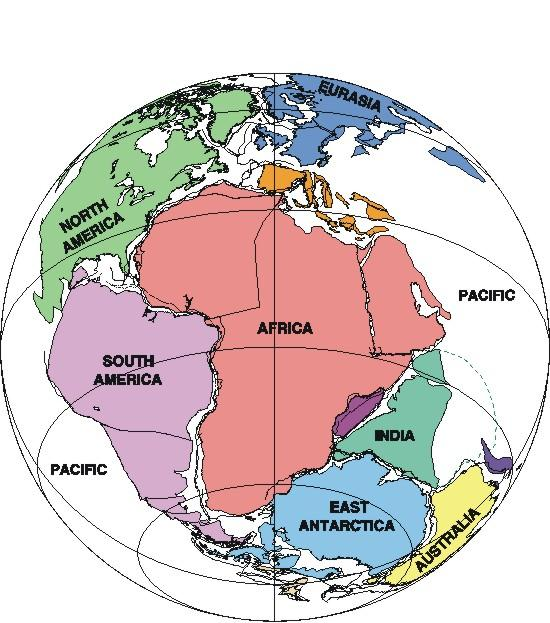 EURASIA
NORTH
AMERICA
PACIFIC
AFRICA
SOUTH
AMERICA
INDIA
PACIFIC
EAST
ANTARCTICA
AUSTRALIA